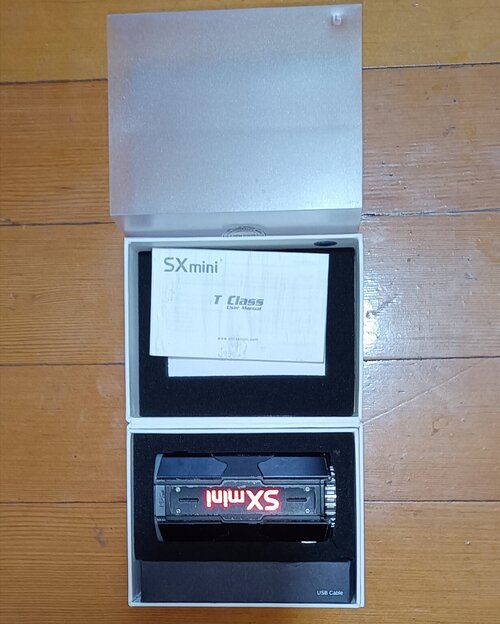 SXmini
T Class
User Manual
SXmini
USB Cable